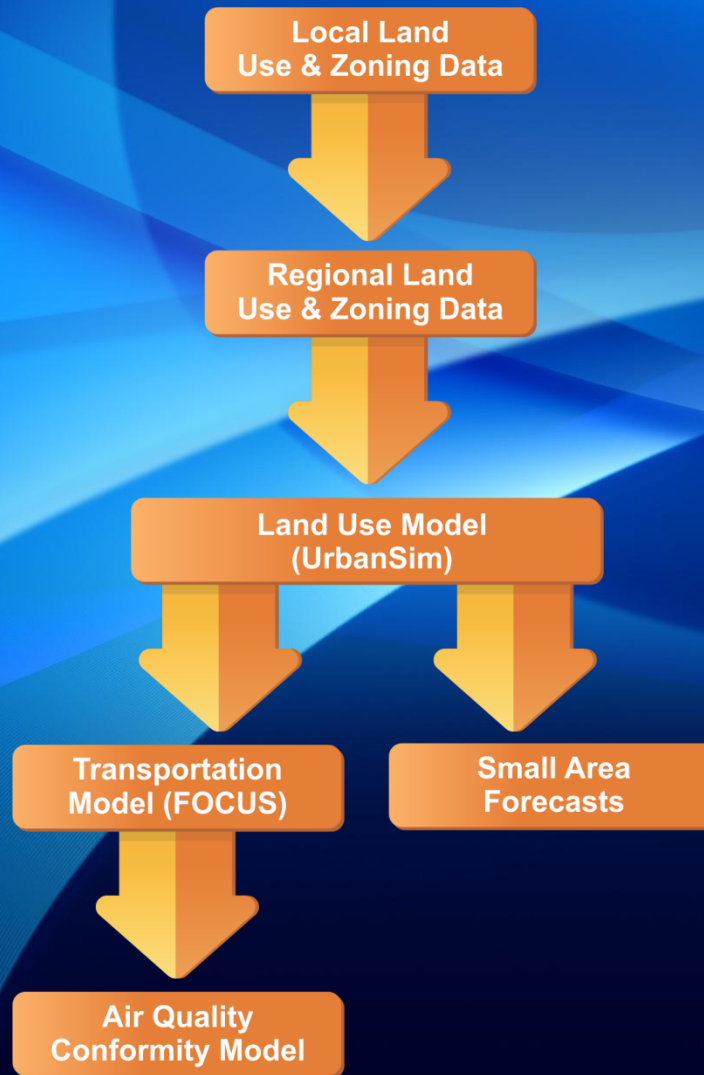 Local Land
Use & Zoning Data
Regional Land
Use & Zoning Data
Land Use Model
(UrbanSim)
Transportation
Model (FOCUS)
Small Area
Forecasts
Air Quality
Conformity Model